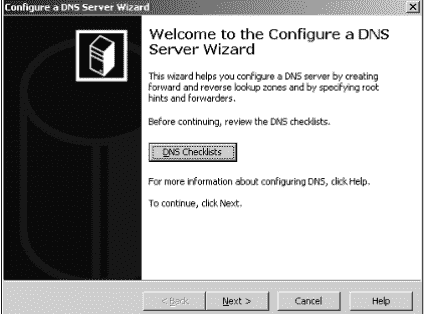 Configure a DNS Server Wizard
Welcome to the Configure a DNS
Server Wizard
This wizard helps you configure a DNS server by creating
forward and reverse lookup zones and by specifying root
hints and forwarders.
Before continuing, review the DNS checklists.
DNS Checklists
For more information about configuring DNS, click Help.
To continue, click Next.
< Back
Next >
Cancel
Help